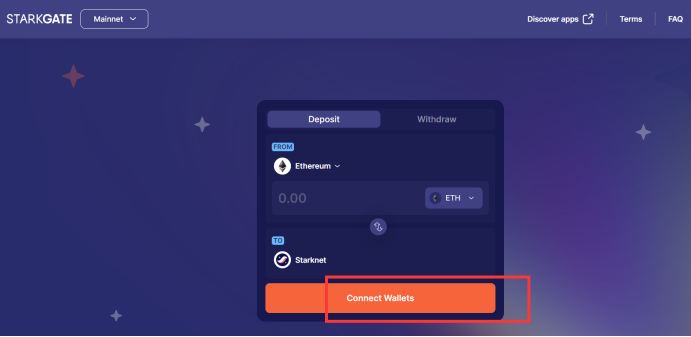 STARKGATE Mainnet Discover apps Terms FAQ
Deposit Withdraw
FROM
Ethereum
0.00 ETH
TO
Starknet
Connect Wallets